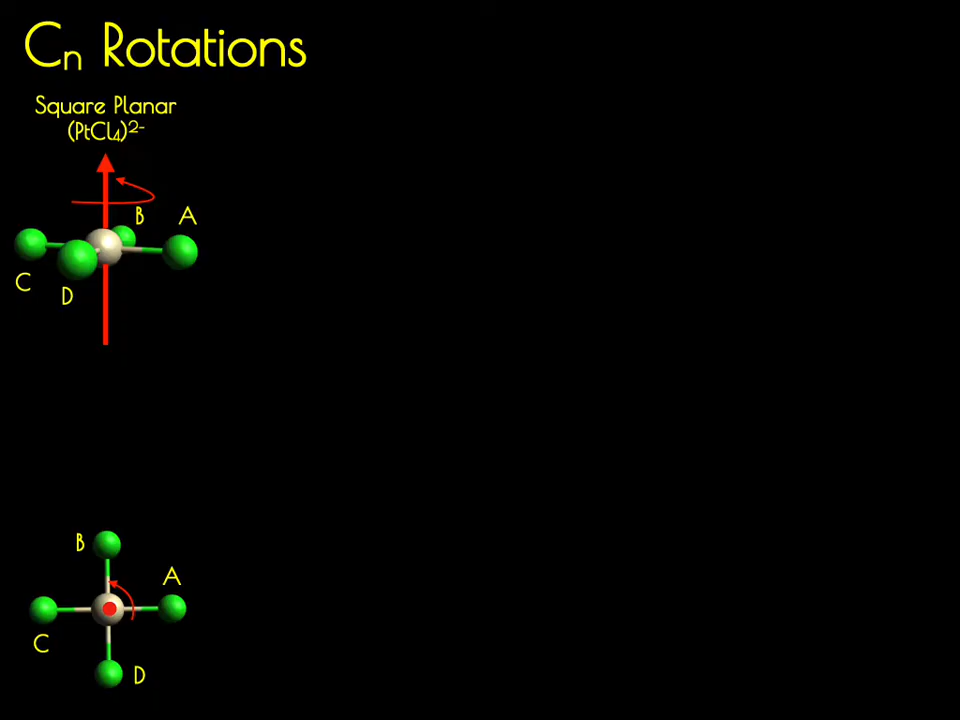 Cn Rotations
Square Planar
(PtCl4)2-
B A
C
D
B
A
C
D